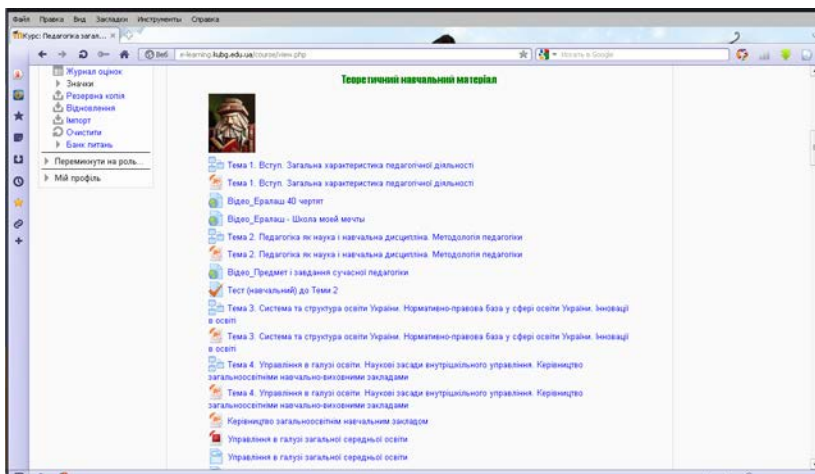 Файл Правка Вид Закладки Инструменты Справка
Курс: Педагогіка загал...
Веб e-learning.kubg.edu.ua/course/view.php Искать в Google
Журнал оцінок
Значки
Резервна копія
Відновлення
Імпорт
Очистити
Банк питань
Перемкнути на роль...
Мій профіль
Теоретичний навчальний матеріал
Тема 1. Вступ. Загальна характеристика педагогічної діяльності
Тема 1. Вступ. Загальна характеристика педагогічної діяльності
Відео_Ералаш 40 чертят
Відео_Ералаш - Школа моей мечты
Тема 2. Педагогіка як наука і навчальна дисципліна. Методологія педагогіки
Тема 2. Педагогіка як наука і навчальна дисципліна. Методологія педагогіки
Відео_Предмет і завдання сучасної педагогіки
Тест (навчальний) до Теми 2
Тема 3. Система та структура освіти України. Нормативно-правова база у сфері освіти України. Інновації
в освіті
Тема 3. Система та структура освіти України. Нормативно-правова база у сфері освіти України. Інновації
в освіті
Тема 4. Управління в галузі освіти. Наукові засади внутрішкільного управління. Керівництво
загальноосвітніми навчально-виховними закладами
Тема 4. Управління в галузі освіти. Наукові засади внутрішкільного управління. Керівництво
загальноосвітніми навчально-виховними закладами
Керівництво загальноосвітнім навчальним закладом
Управління в галузі загальної середньої освіти
Управління в галузі загальної середньої освіти